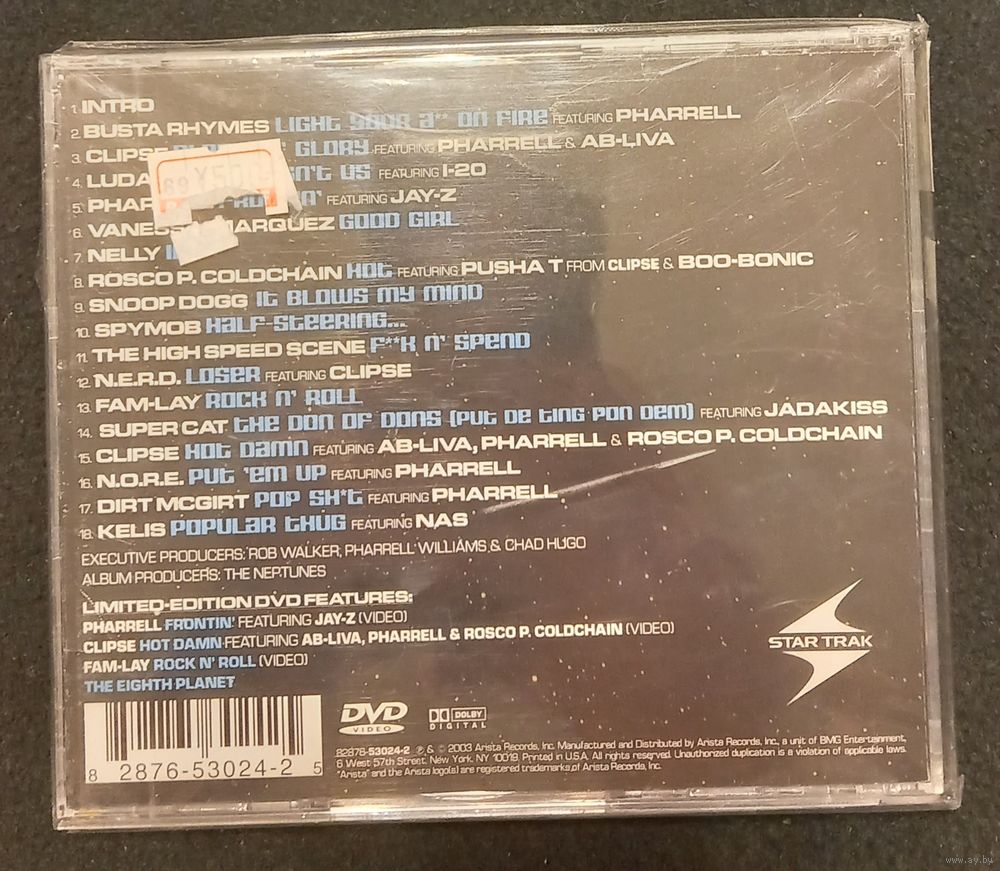 1. INTRO
2. BUSTA RHYMES LIGHT YOUR A** ON FIRE FEATURING PHARRELL
3. CLIPSE GLORY FEATURING PHARRELL & AB-LIVA
4. LUDA N'T US FEATURING I-20
5. PHAR N' FEATURING JAY-Z
6. VANESS MARQUEZ GOOD GIRL
7. NELLY
8. ROSCO P. COLDCHAIN HOT FEATURING PUSHA T FROM CLIPSE & BOO-BONIC
9. SNOOP DOGG IT BLOWS MY MIND
10. SPYMOB HALF-STEERING...
11. THE HIGH SPEED SCENE F**K N' SPEND
12. N.E.R.D. LOSER FEATURING CLIPSE
13. FAM-LAY ROCK N' ROLL
14. SUPER CAT THE DON OF DONS (PUT DE TING PON DEM) FEATURING JADAKISS
15. CLIPSE HOT DAMN FEATURING AB-LIVA, PHARRELL & ROSCO P. COLDCHAIN
16. N.O.R.E. PUT 'EM UP FEATURING PHARRELL
17. DIRT MCGIRT POP SH*T FEATURING PHARRELL
18. KELIS POPULAR THUG FEATURING NAS
EXECUTIVE PRODUCERS: ROB WALKER, PHARRELL WILLIAMS & CHAD HUGO
ALBUM PRODUCERS: THE NEPTUNES
LIMITED-EDITION DVD FEATURES:
PHARRELL FRONTIN' FEATURING JAY-Z (VIDEO)
CLIPSE HOT DAMN FEATURING AB-LIVA, PHARRELL & ROSCO P. COLDCHAIN (VIDEO)
FAM-LAY ROCK N' ROLL (VIDEO)
THE EIGHTH PLANET
STAR TRAK
8 2876-53024-2 5
DVD VIDEO
DOLBY DIGITAL
82876-53024-2 ℗ & © 2003 Arista Records, Inc. Manufactured and Distributed by Arista Records, Inc., a unit of BMG Entertainment,
6 West 57th Street, New York, NY 10019. Printed in U.S.A. All rights reserved. Unauthorized duplication is a violation of applicable laws.
"Arista" and the Arista logo(s) are registered trademarks of Arista Records, Inc.
www.ay.by